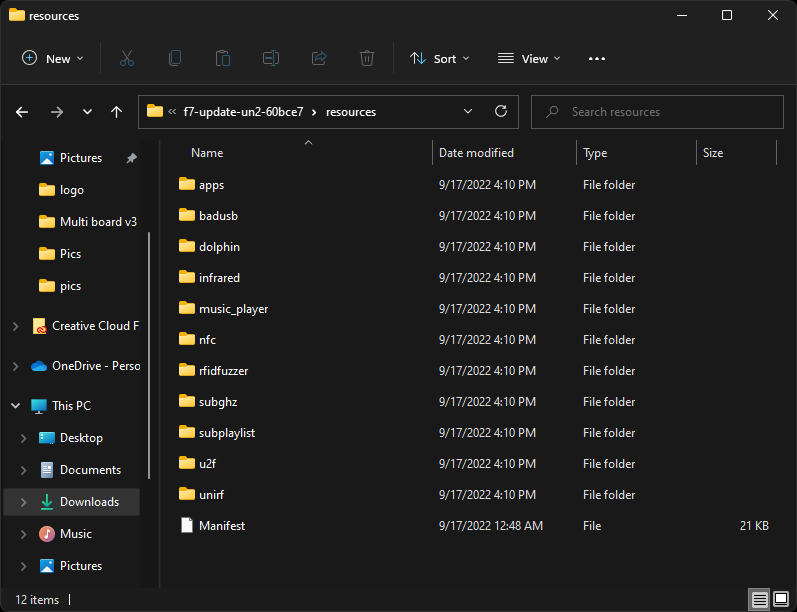 resources
New
Sort
View
f7-update-un2-60bce7 resources
Search resources
Pictures
logo
Multi board v3
Pics
pics
Creative Cloud F
OneDrive - Perso
This PC
Desktop
Documents
Downloads
Music
Pictures
Name Date modified Type Size
apps 9/17/2022 4:10 PM File folder
badusb 9/17/2022 4:10 PM File folder
dolphin 9/17/2022 4:10 PM File folder
infrared 9/17/2022 4:10 PM File folder
music_player 9/17/2022 4:10 PM File folder
nfc 9/17/2022 4:10 PM File folder
rfidfuzzer 9/17/2022 4:10 PM File folder
subghz 9/17/2022 4:10 PM File folder
subplaylist 9/17/2022 4:10 PM File folder
u2f 9/17/2022 4:10 PM File folder
unirf 9/17/2022 4:10 PM File folder
Manifest 9/17/2022 12:48 AM File 21 KB
12 items